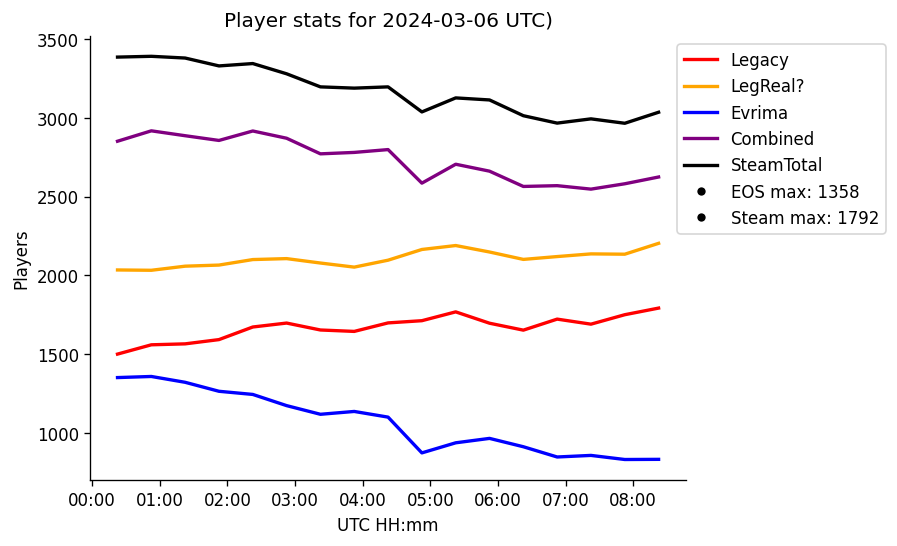 Player stats for 2024-03-06 UTC)
3500
3000
2500
2000
1500
1000
Players
00:00 01:00 02:00 03:00 04:00 05:00 06:00 07:00 08:00
UTC HH:mm
Legacy
LegReal?
Evrima
Combined
SteamTotal
EOS max: 1358
Steam max: 1792